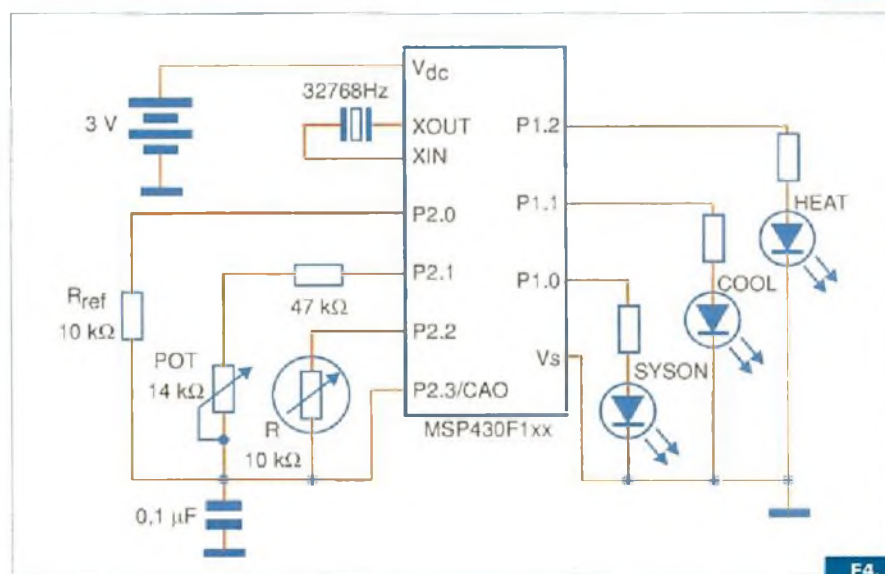 Vdc
32768Hz
3 V
XOUT
XIN
P1.2
HEAT
P2.0
P1.1
P2.1
P1.0
COOL
Rref
10 kΩ
47 kΩ
POT
14 kΩ
P2.2
Vs
SYSON
R
10 kΩ
P2.3/CAO
MSP430F1xx
0,1 µF
F4